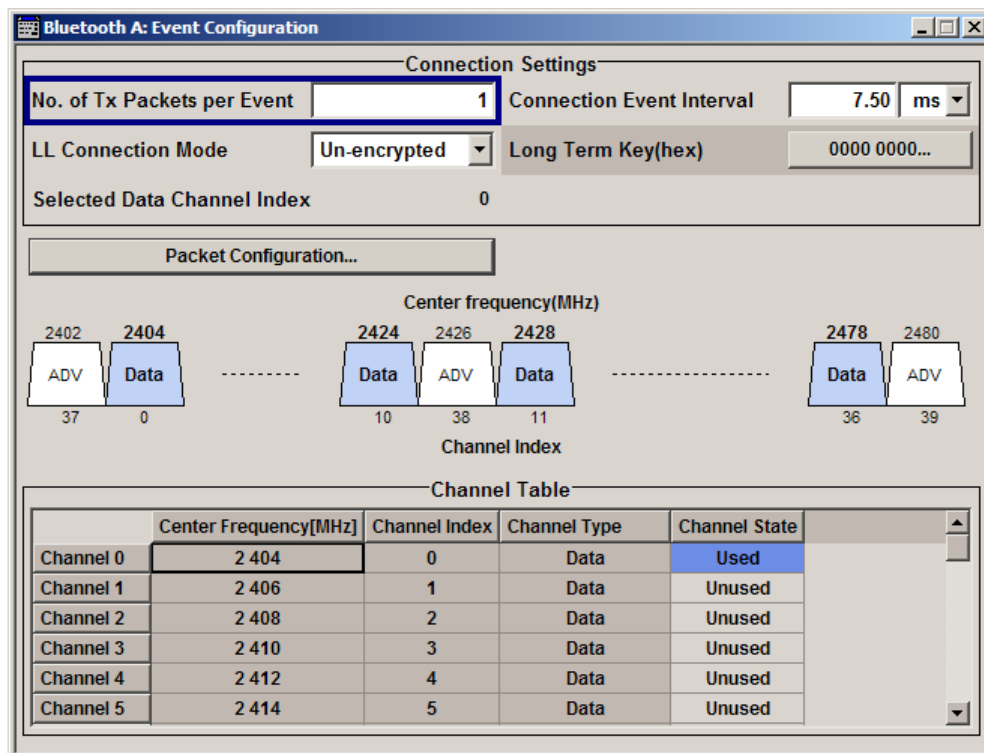 Bluetooth A: Event Configuration
Connection Settings
No. of Tx Packets per Event 1 Connection Event Interval 7.50 ms
LL Connection Mode Un-encrypted Long Term Key(hex) 0000 0000...
Selected Data Channel Index 0
Packet Configuration...
Center frequency(MHz)
2402 2404 2424 2426 2428 2478 2480
ADV Data Data ADV Data Data ADV
37 0 10 38 11 36 39
Channel Index
Channel Table
Center Frequency[MHz] Channel Index Channel Type Channel State
Channel 0 2 404 0 Data Used
Channel 1 2 406 1 Data Unused
Channel 2 2 408 2 Data Unused
Channel 3 2 410 3 Data Unused
Channel 4 2 412 4 Data Unused
Channel 5 2 414 5 Data Unused